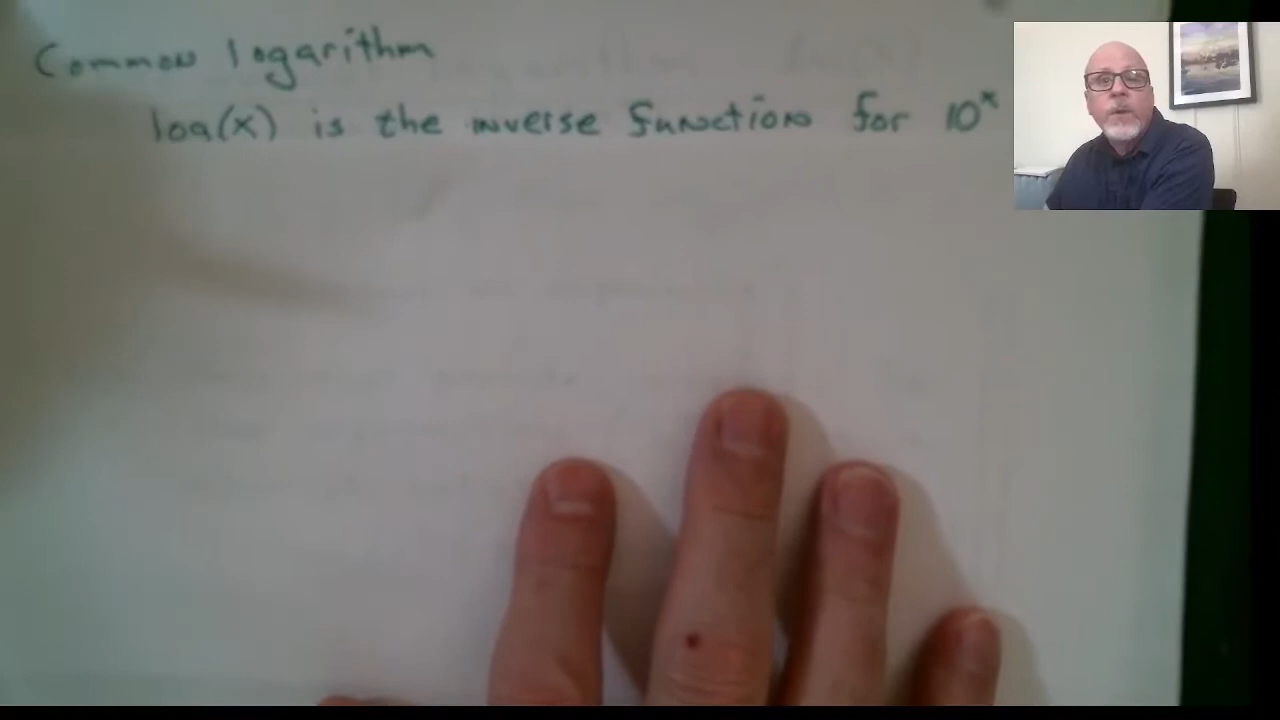 Common logarithm
log(x) is the inverse function for 10^x